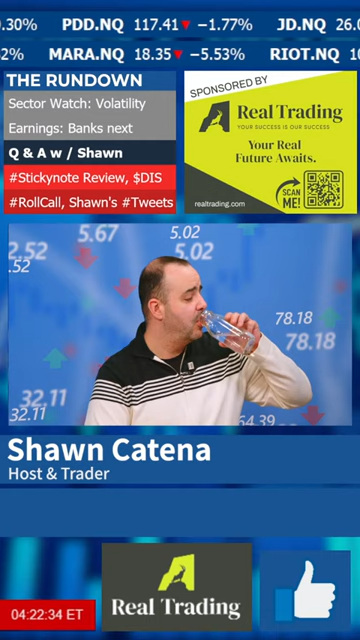 0.30% PDD.NQ 117.41▼ −1.77% JD.NQ 26.0
52% MARA.NQ 18.35▼ −5.53% RIOT.NQ 10
THE RUNDOWN
Sector Watch: Volatility
Earnings: Banks next
Q & A w / Shawn
#Stickynote Review, $DIS
#RollCall, Shawn's #Tweets
SPONSORED BY
Real Trading
YOUR SUCCESS IS OUR SUCCESS
Your Real
Future Awaits.
SCAN
ME!
realtrading.com
5.67
5.02
2.52
5.02
.52
78.18
78.18
32.11
32.11
64.39
Shawn Catena
Host & Trader
04:22:34 ET
Real Trading